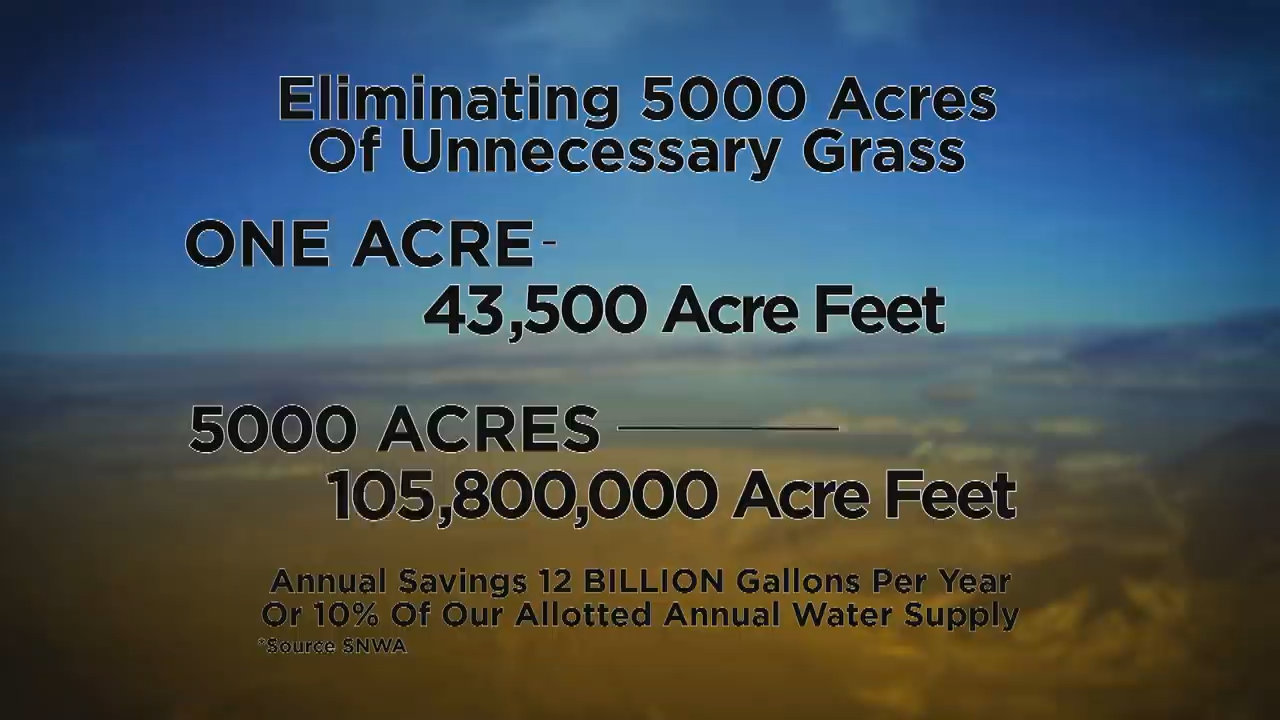 Eliminating 5000 Acres
Of Unnecessary Grass
ONE ACRE-
43,500 Acre Feet
5000 ACRES
105,800,000 Acre Feet
Annual Savings 12 BILLION Gallons Per Year
Or 10% Of Our Allotted Annual Water Supply
*Source SNWA